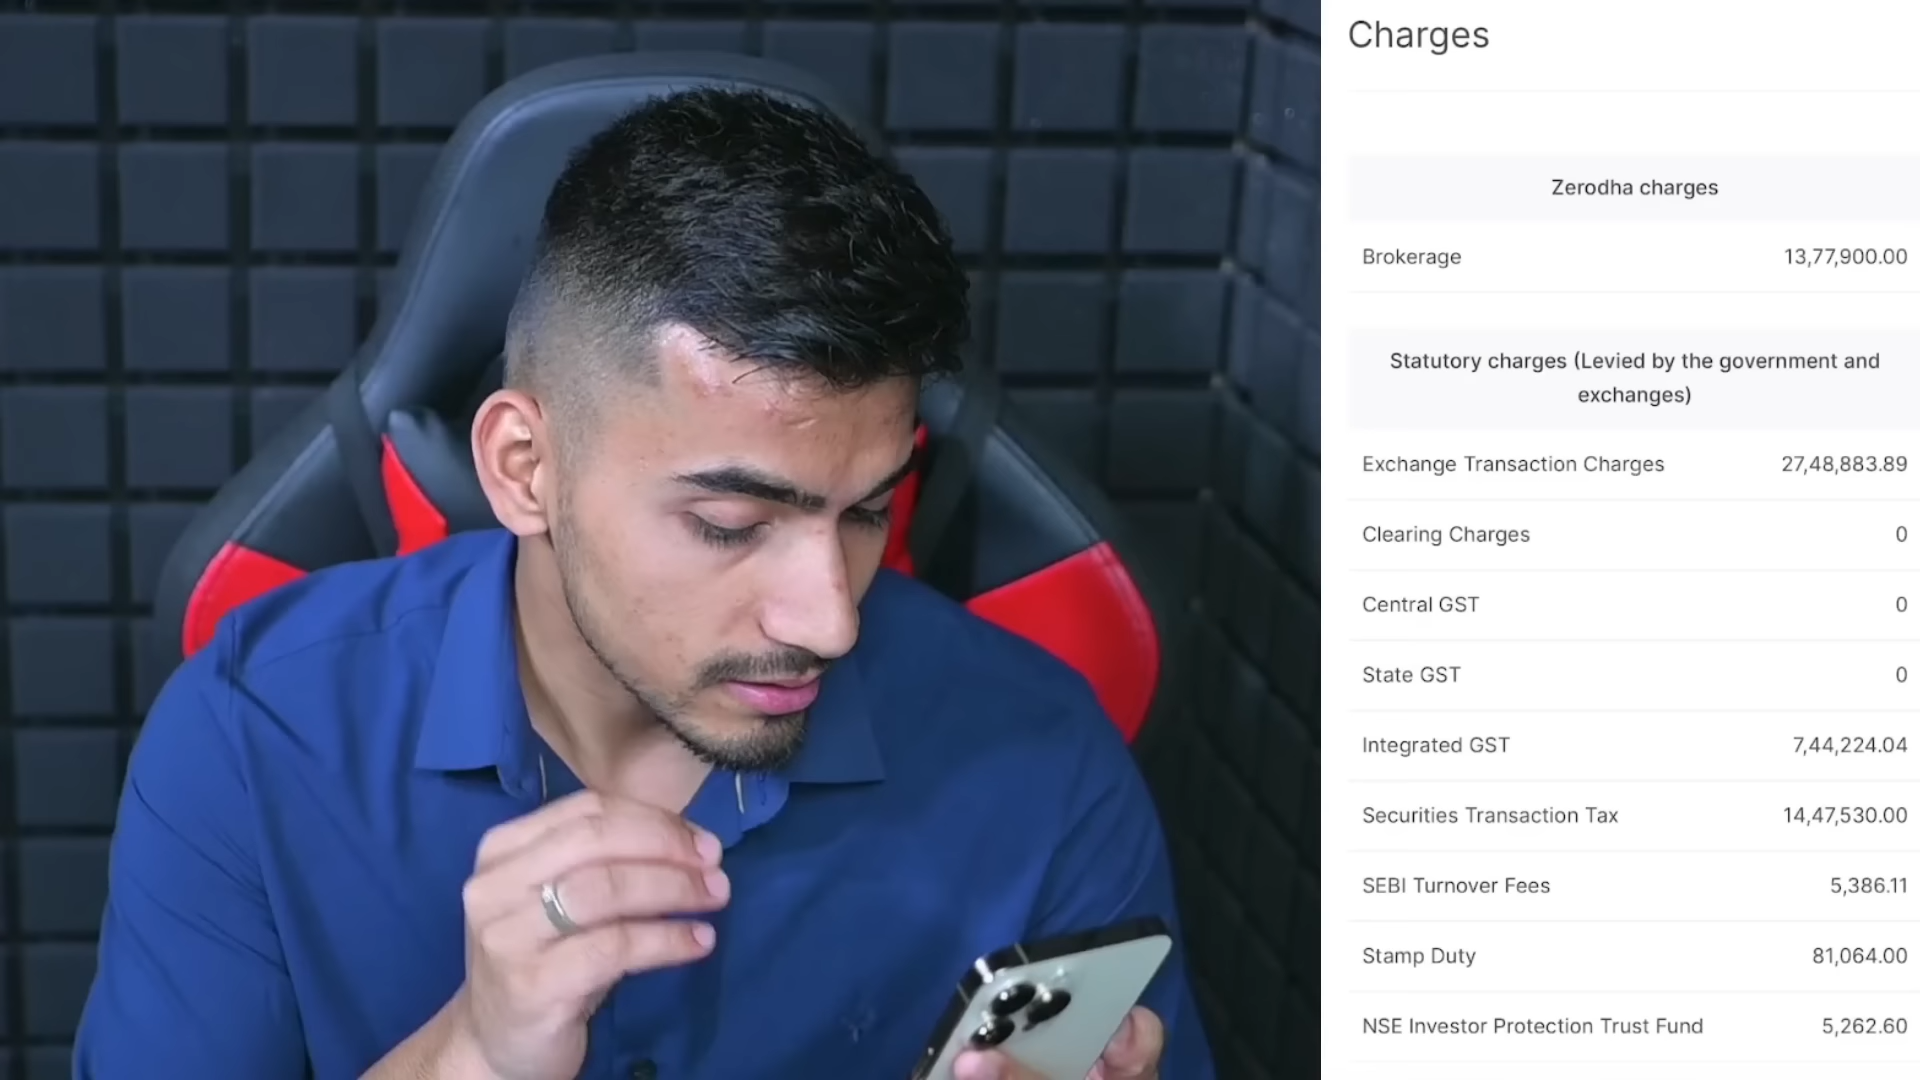 Charges
Zerodha charges
Brokerage 13,77,900.00
Statutory charges (Levied by the government and
exchanges)
Exchange Transaction Charges 27,48,883.89
Clearing Charges 0
Central GST 0
State GST 0
Integrated GST 7,44,224.04
Securities Transaction Tax 14,47,530.00
SEBI Turnover Fees 5,386.11
Stamp Duty 81,064.00
NSE Investor Protection Trust Fund 5,262.60